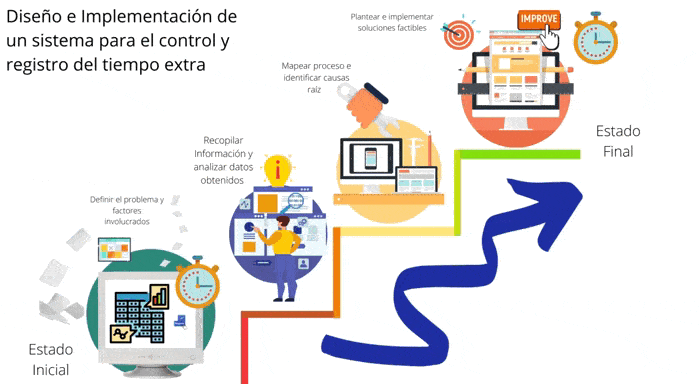 Diseño e Implementación de
un sistema para el control y
registro del tiempo extra
Plantear e implementar
soluciones factibles
IMPROVE
Mapear proceso e
identificar causas
raíz
Estado
Final
Recopilar
Información y
analizar datos
obtenidos
Definir el problema y
factores
involucrados
Estado
Inicial